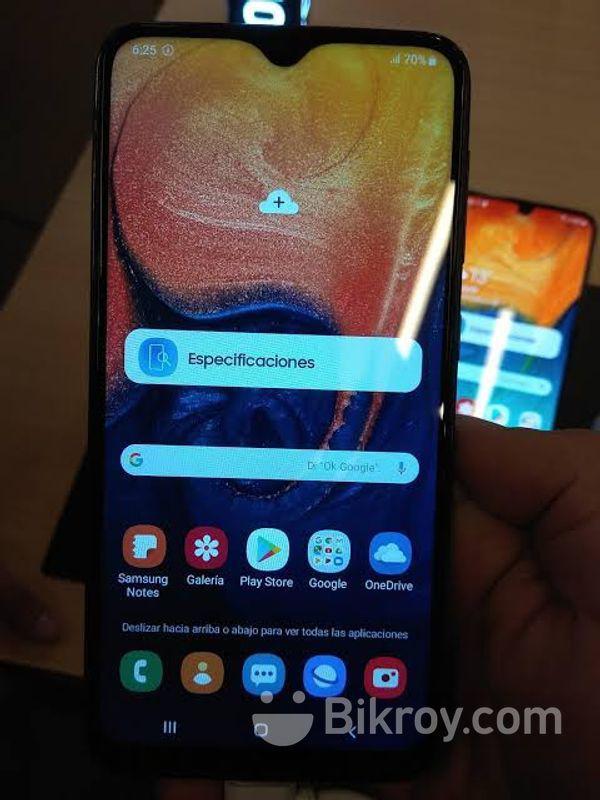 6:25
70%
Especificaciones
Di "Ok Google"
Samsung Notes
Galería
Play Store
Google
OneDrive
Deslizar hacia arriba o abajo para ver todas las aplicaciones
Bikroy.com